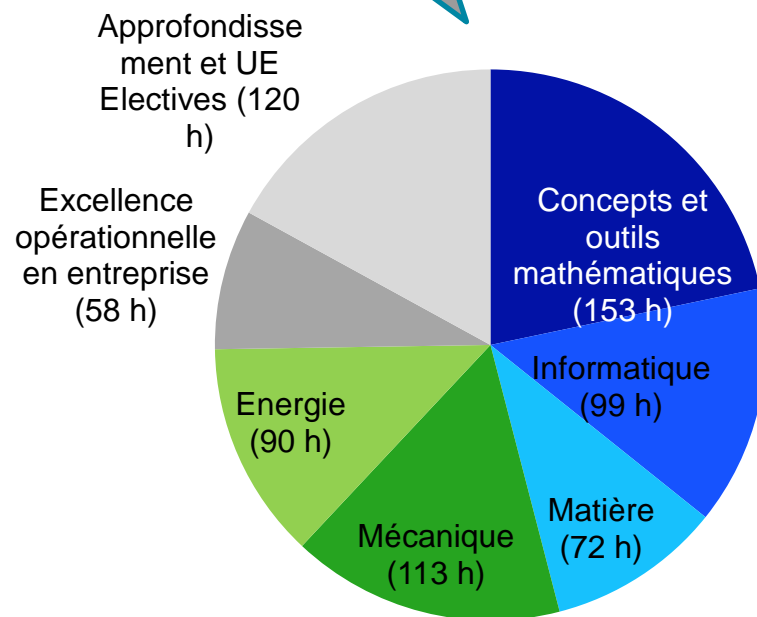 Approfondisse
ment et UE
Electives (120
h)
Excellence
opérationnelle
en entreprise
(58 h)
Concepts et
outils
mathématiques
(153 h)
Informatique
(99 h)
Energie
(90 h)
Matière
(72 h)
Mécanique
(113 h)